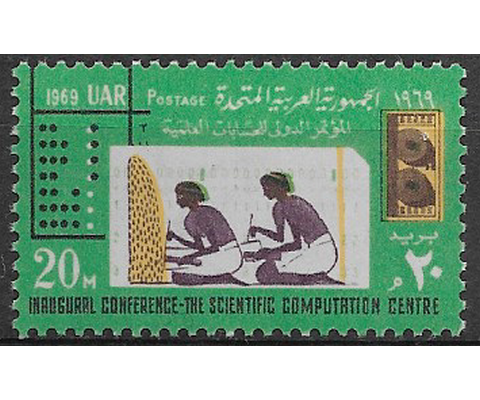 1969 UAR POSTAGE الجمهورية العربية المتحدة ١٩٦٩
المؤتمر الدولى للحسابات العلمية
بريد
20M ٢٠ م
INAUGURAL CONFERENCE-THE SCIENTIFIC COMPUTATION CENTRE